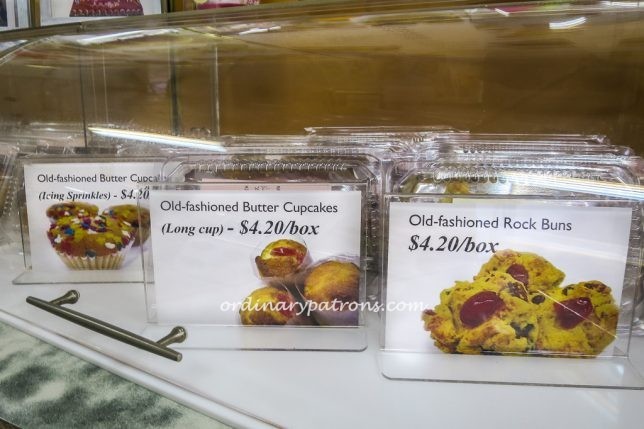 Old-fashioned Butter Cupca
(Icing Sprinkles) - $4.20
Old-fashioned Butter Cupcakes
(Long cup) - $4.20/box
Old-fashioned Rock Buns
$4.20/box
ordinarypatrons.com